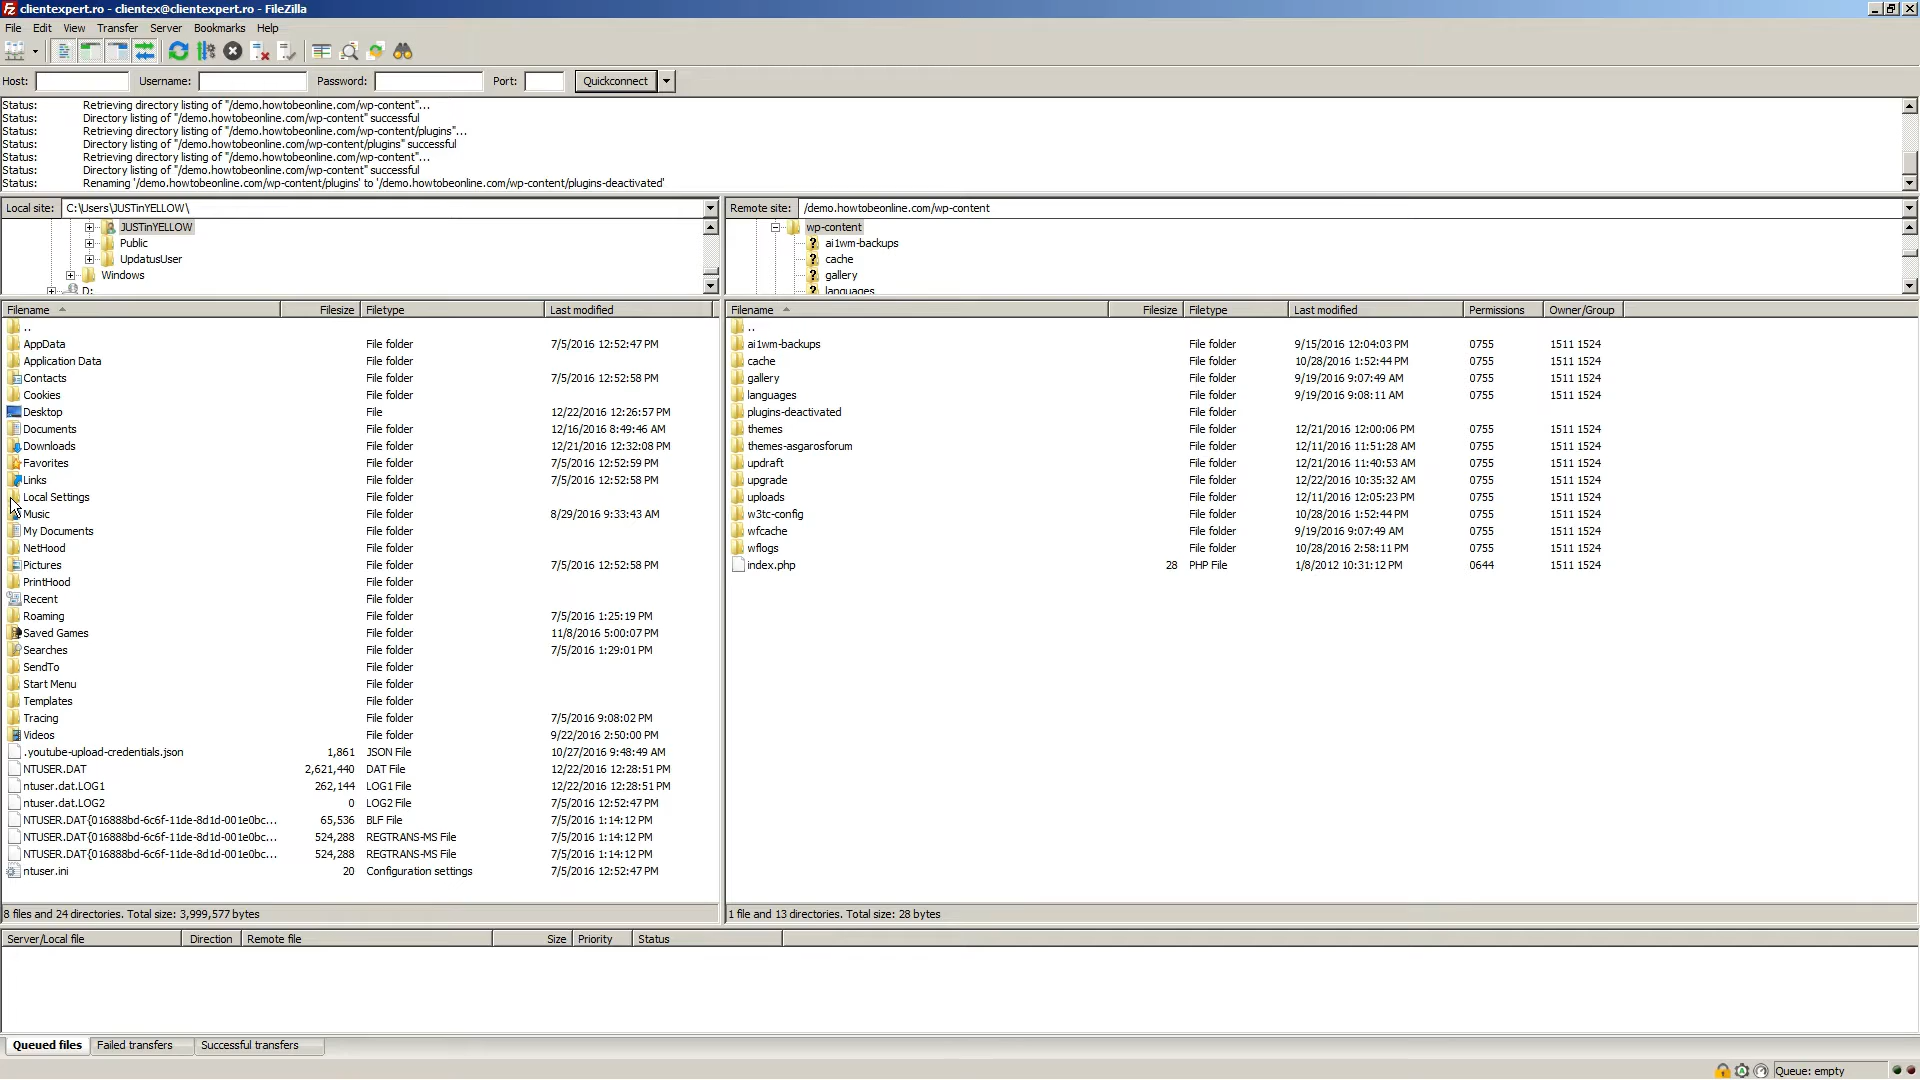 clientexpert.ro - clientex@clientexpert.ro - FileZilla
File Edit View Transfer Server Bookmarks Help
Host: Username: Password: Port: Quickconnect
Status: Retrieving directory listing of "/demo.howtobeonline.com/wp-content"...
Status: Directory listing of "/demo.howtobeonline.com/wp-content" successful
Status: Retrieving directory listing of "/demo.howtobeonline.com/wp-content/plugins"...
Status: Directory listing of "/demo.howtobeonline.com/wp-content/plugins" successful
Status: Retrieving directory listing of "/demo.howtobeonline.com/wp-content"...
Status: Directory listing of "/demo.howtobeonline.com/wp-content" successful
Status: Renaming '/demo.howtobeonline.com/wp-content/plugins' to '/demo.howtobeonline.com/wp-content/plugins-deactivated'
Local site: C:\Users\JUSTinYELLOW\
JUSTinYELLOW
Public
UpdatusUser
Windows
D:
Filename Filesize Filetype Last modified
..
AppData File folder 7/5/2016 12:52:47 PM
Application Data File folder
Contacts File folder 7/5/2016 12:52:58 PM
Cookies File folder
Desktop File 12/22/2016 12:26:57 PM
Documents File folder 12/16/2016 8:49:46 AM
Downloads File folder 12/21/2016 12:32:08 PM
Favorites File folder 7/5/2016 12:52:59 PM
Links File folder 7/5/2016 12:52:58 PM
Local Settings File folder
Music File folder 8/29/2016 9:33:43 AM
My Documents File folder
NetHood File folder
Pictures File folder 7/5/2016 12:52:58 PM
PrintHood File folder
Recent File folder
Roaming File folder 7/5/2016 1:25:19 PM
Saved Games File folder 11/8/2016 5:00:07 PM
Searches File folder 7/5/2016 1:29:01 PM
SendTo File folder
Start Menu File folder
Templates File folder
Tracing File folder 7/5/2016 9:08:02 PM
Videos File folder 9/22/2016 2:50:00 PM
.youtube-upload-credentials.json 1,861 JSON File 10/27/2016 9:48:49 AM
NTUSER.DAT 2,621,440 DAT File 12/22/2016 12:28:51 PM
ntuser.dat.LOG1 262,144 LOG1 File 12/22/2016 12:28:51 PM
ntuser.dat.LOG2 0 LOG2 File 7/5/2016 12:52:47 PM
NTUSER.DAT{016888bd-6c6f-11de-8d1d-001e0bc... 65,536 BLF File 7/5/2016 1:14:12 PM
NTUSER.DAT{016888bd-6c6f-11de-8d1d-001e0bc... 524,288 REGTRANS-MS File 7/5/2016 1:14:12 PM
NTUSER.DAT{016888bd-6c6f-11de-8d1d-001e0bc... 524,288 REGTRANS-MS File 7/5/2016 1:14:12 PM
ntuser.ini 20 Configuration settings 7/5/2016 12:52:47 PM
8 files and 24 directories. Total size: 3,999,577 bytes
Remote site: /demo.howtobeonline.com/wp-content
wp-content
ai1wm-backups
cache
gallery
languages
Filename Filesize Filetype Last modified Permissions Owner/Group
..
ai1wm-backups File folder 9/15/2016 12:04:03 PM 0755 1511 1524
cache File folder 10/28/2016 1:52:44 PM 0755 1511 1524
gallery File folder 9/19/2016 9:07:49 AM 0755 1511 1524
languages File folder 9/19/2016 9:08:11 AM 0755 1511 1524
plugins-deactivated File folder 1511 1524
themes File folder 12/21/2016 12:00:06 PM 0755 1511 1524
themes-asgarosforum File folder 12/11/2016 11:51:28 AM 0755 1511 1524
updraft File folder 12/21/2016 11:40:53 AM 0755 1511 1524
upgrade File folder 12/22/2016 10:35:32 AM 0755 1511 1524
uploads File folder 12/11/2016 12:05:23 PM 0755 1511 1524
w3tc-config File folder 10/28/2016 1:52:44 PM 0755 1511 1524
wfcache File folder 9/19/2016 9:07:49 AM 0755 1511 1524
wflogs File folder 10/28/2016 2:58:11 PM 0755 1511 1524
index.php 28 PHP File 1/8/2012 10:31:12 PM 0644 1511 1524
1 file and 13 directories. Total size: 28 bytes
Server/Local file Direction Remote file Size Priority Status
Queued files Failed transfers Successful transfers
Queue: empty